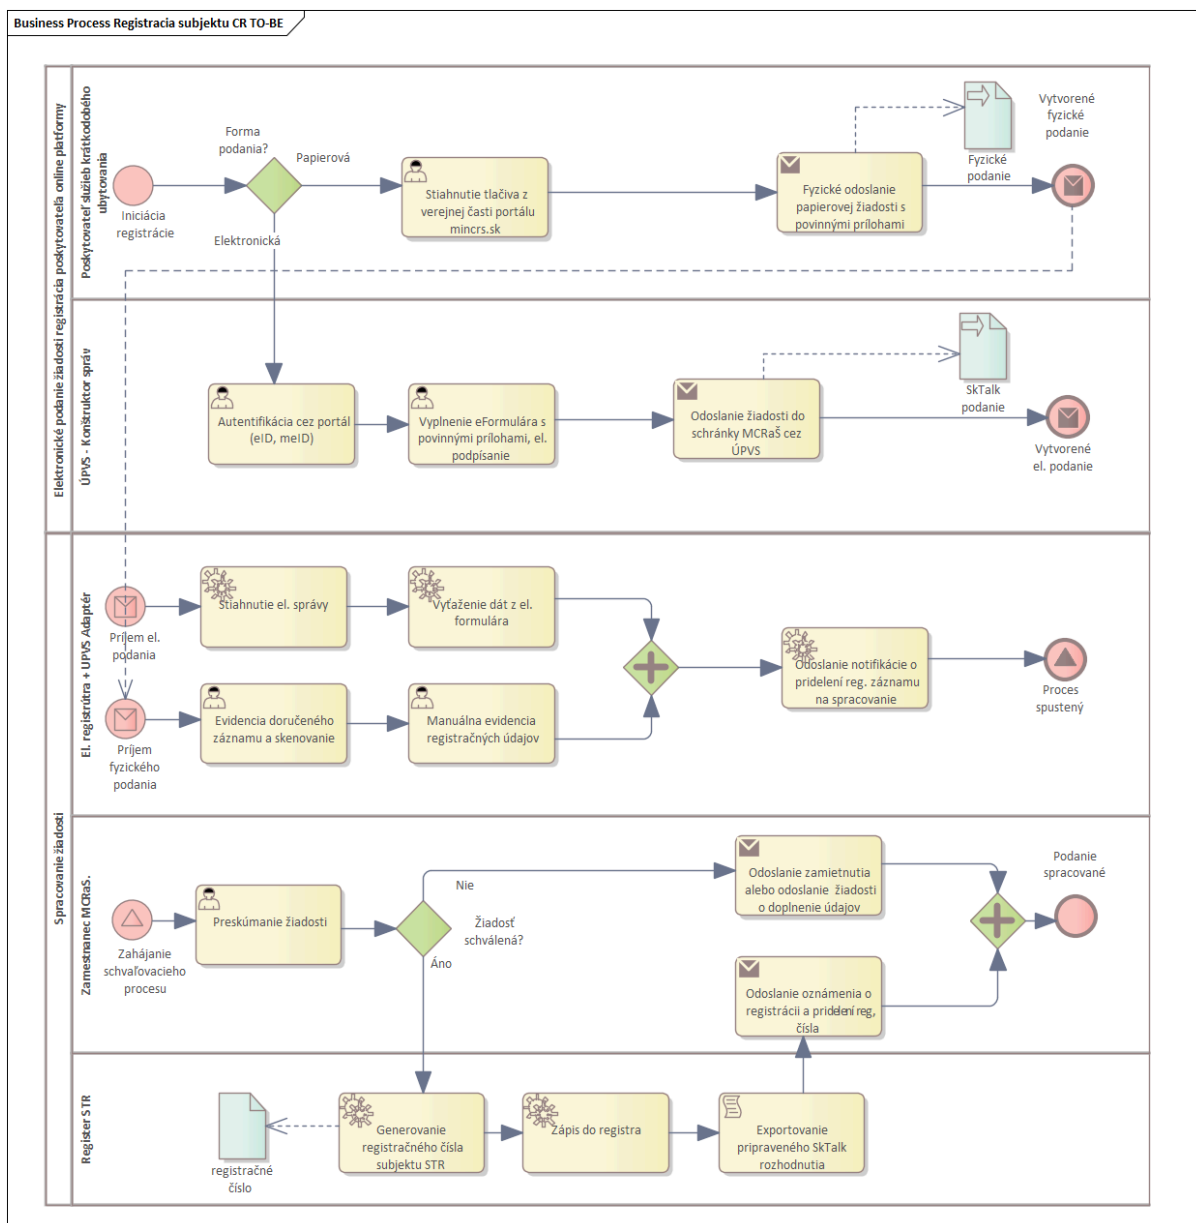 Business Process Registracia subjektu CR TO-BE
Elektronické podanie žiadosti registrácia poskytovateľa online platformy
Poskytovateľ služieb krátkodobého
ubytovania
Iniciácia
registrácie
Forma
podania?
Papierová
Elektronická
Stiahnutie tlačiva z
verejnej časti portálu
mincrs.sk
Fyzické odoslanie
papierovej žiadosti s
povinnými prílohami
Fyzické
podanie
Vytvorené
fyzické
podanie
ÚPVS - Konštruktor správ
Autentifikácia cez portál
(eID, meID)
Vyplnenie eFormulára s
povinnými prílohami, el.
podpísanie
Odoslanie žiadosti do
schránky MCRaŠ cez
ÚPVS
SkTalk
podanie
Vytvorené
el. podanie
Spracovanie žiadosti
El. registrútra + UPVS Adaptér
Príjem el.
podania
Stiahnutie el. správy
Vyťaženie dát z el.
formulára
Príjem
fyzického
podania
Evidencia doručeného
záznamu a skenovanie
Manuálna evidencia
registračných údajov
Odoslanie notifikácie o
pridelení reg. záznamu
na spracovanie
Proces
spustený
Zamestnanec MCRaS.
Zahájanie
schvaľovacieho
procesu
Preskúmanie žiadosti
Nie
Žiadosť
schválená?
Áno
Odoslanie zamietnutia
alebo odoslanie žiadosti
o doplnenie údajov
Odoslanie oznámenia o
registrácii a pridelení reg,
čísla
Podanie
spracované
Register STR
registračné
číslo
Generovanie
registračného čísla
subjektu STR
Zápis do registra
Exportovanie
pripraveného SkTalk
rozhodnutia